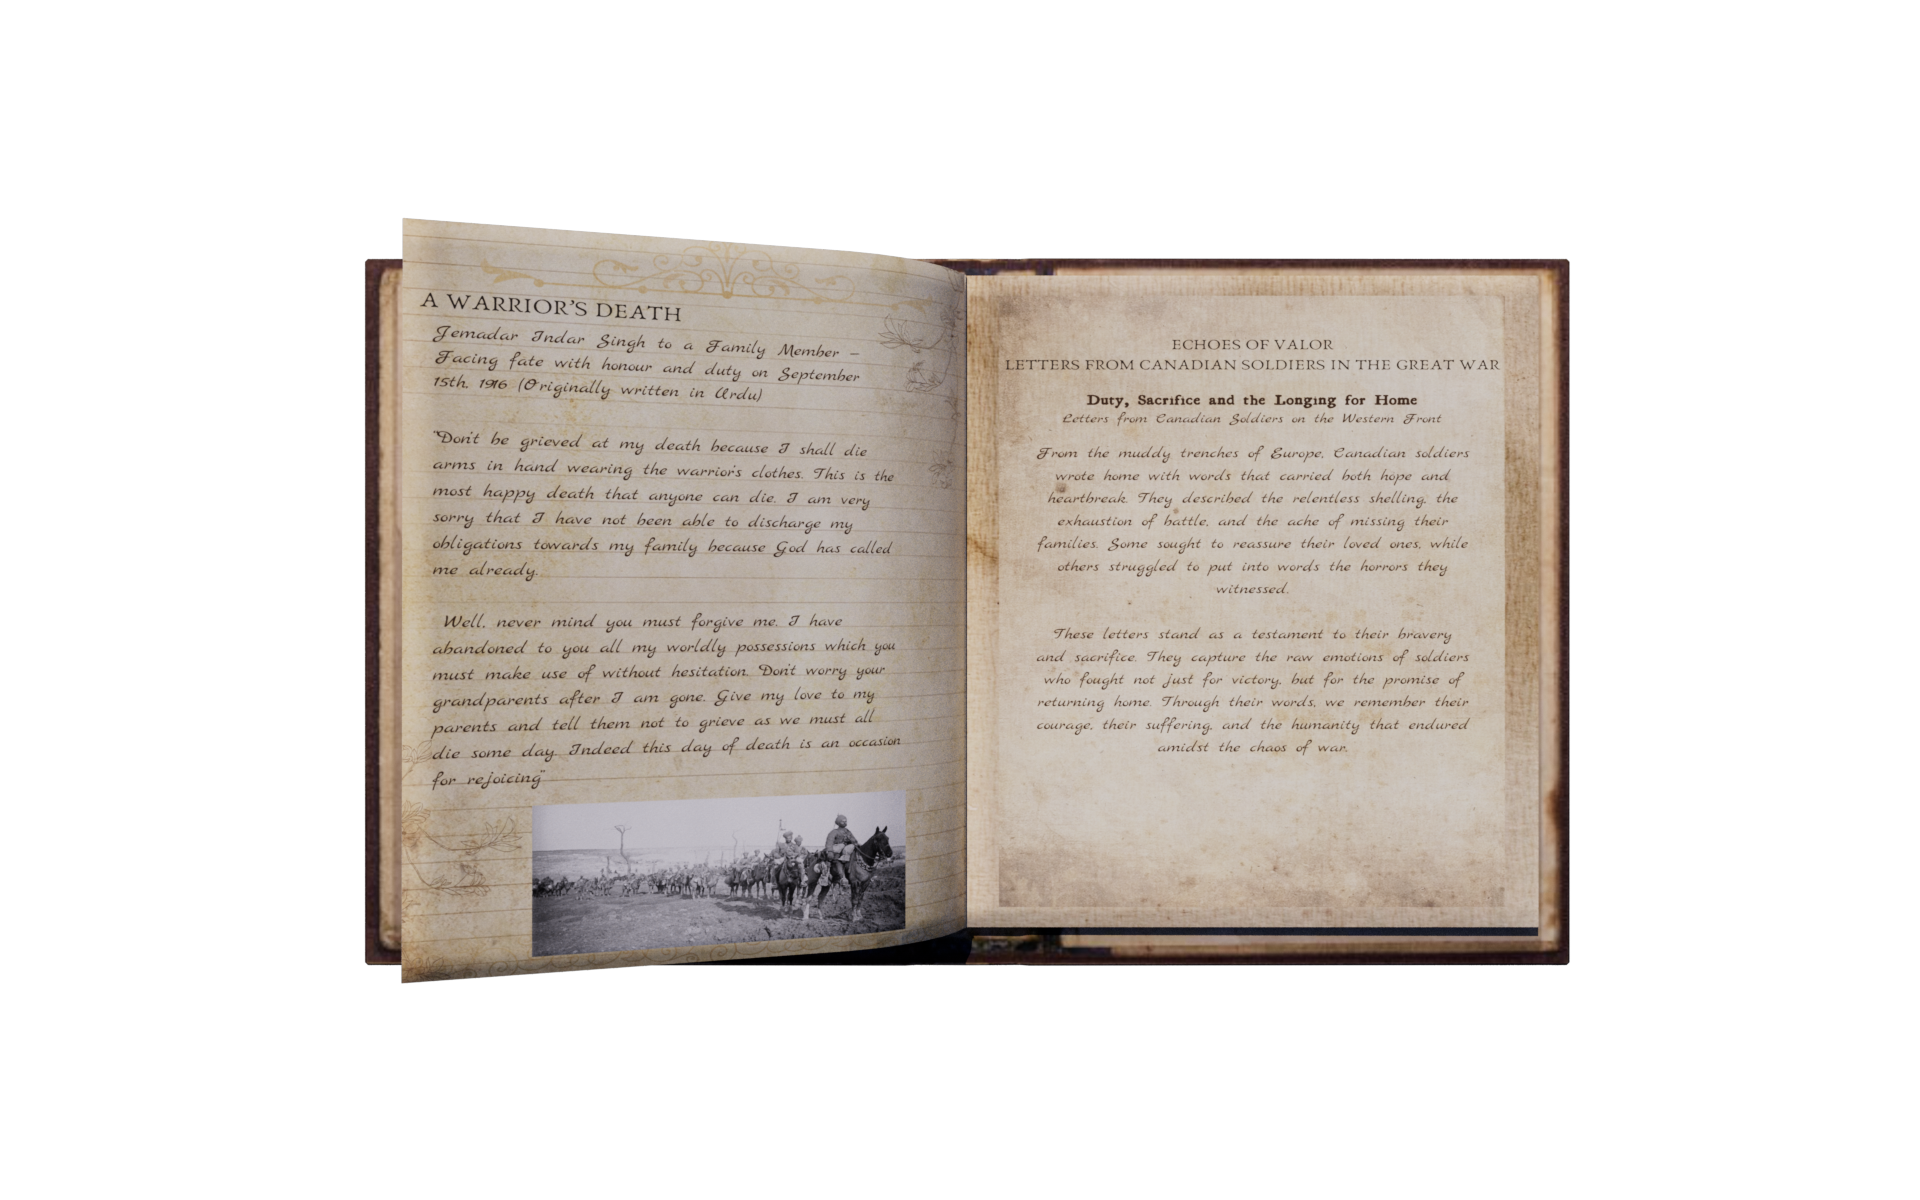 A WARRIOR'S DEATH
Jemadar Indar Singh to a Family Member –
Facing fate with honour and duty on September
15th, 1916 (Originally written in Urdu)
"Don't be grieved at my death because I shall die
arms in hand wearing the warrior's clothes. This is the
most happy death that anyone can die. I am very
sorry that I have not been able to discharge my
obligations towards my family because God has called
me already.
Well, never mind you must forgive me. I have
abandoned to you all my worldly possessions which you
must make use of without hesitation. Don't worry your
grandparents after I am gone. Give my love to my
parents and tell them not to grieve as we must all
die some day. Indeed this day of death is an occasion
for rejoicing"
ECHOES OF VALOR
LETTERS FROM CANADIAN SOLDIERS IN THE GREAT WAR
Duty, Sacrifice and the Longing for Home
Letters from Canadian Soldiers on the Western Front
From the muddy trenches of Europe, Canadian soldiers
wrote home with words that carried both hope and
heartbreak. They described the relentless shelling, the
exhaustion of battle, and the ache of missing their
families. Some sought to reassure their loved ones, while
others struggled to put into words the horrors they
witnessed.
These letters stand as a testament to their bravery
and sacrifice. They capture the raw emotions of soldiers
who fought not just for victory, but for the promise of
returning home. Through their words, we remember their
courage, their suffering, and the humanity that endured
amidst the chaos of war.